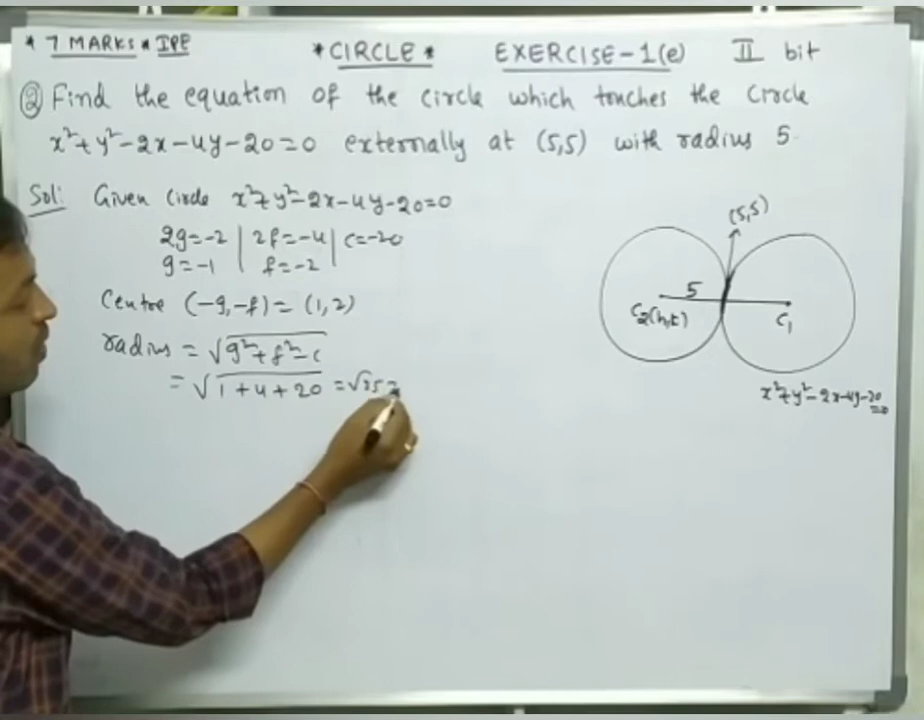 * 7 MARKS * IPE
* CIRCLE *
EXERCISE-1(e) II bit
② Find the equation of the circle which touches the circle
x²+y²-2x-4y-20=0 externally at (5,5) with radius 5.
Sol: Given Circle x²+y²-2x-4y-20=0
2g=-2 | 2f=-4 | c=-20
g=-1 | f=-2
Centre (-g,-f) = (1,2)
radius = √g²+f²-c
= √1+4+20 = √25 =
(5,5)
5
C₂(h,k)
C₁
x²+y²-2x-4y-20
=0